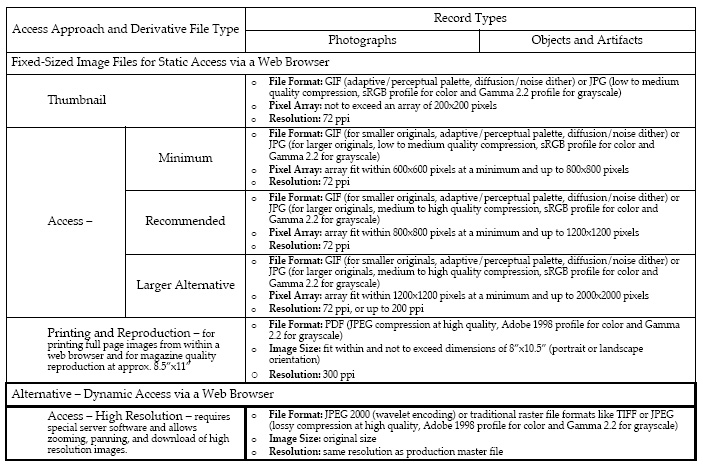 Access Approach and Derivative File Type
Record Types
Photographs
Objects and Artifacts
Fixed-Sized Image Files for Static Access via a Web Browser
Thumbnail
o File Format: GIF (adaptive/perceptual palette, diffusion/noise dither) or JPG (low to medium
quality compression, sRGB profile for color and Gamma 2.2 profile for grayscale)
o Pixel Array: not to exceed an array of 200x200 pixels
o Resolution: 72 ppi
Access –
Minimum
o File Format: GIF (for smaller originals, adaptive/perceptual palette, diffusion/noise dither) or
JPG (for larger originals, low to medium quality compression, sRGB profile for color and
Gamma 2.2 for grayscale)
o Pixel Array: array fit within 600x600 pixels at a minimum and up to 800x800 pixels
o Resolution: 72 ppi
Recommended
o File Format: GIF (for smaller originals, adaptive/perceptual palette, diffusion/noise dither) or
JPG (for larger originals, medium to high quality compression, sRGB profile for color and
Gamma 2.2 for grayscale)
o Pixel Array: array fit within 800x800 pixels at a minimum and up to 1200x1200 pixels
o Resolution: 72 ppi
Larger Alternative
o File Format: GIF (for smaller originals, adaptive/perceptual palette, diffusion/noise dither) or
JPG (for larger originals, medium to high quality compression, sRGB profile for color and
Gamma 2.2 for grayscale)
o Pixel Array: array fit within 1200x1200 pixels at a minimum and up to 2000x2000 pixels
o Resolution: 72 ppi, or up to 200 ppi
Printing and Reproduction – for
printing full page images from within a
web browser and for magazine quality
reproduction at approx. 8.5"x11"
o File Format: PDF (JPEG compression at high quality, Adobe 1998 profile for color and Gamma
2.2 for grayscale)
o Image Size: fit within and not to exceed dimensions of 8"x10.5" (portrait or landscape
orientation)
o Resolution: 300 ppi
Alternative – Dynamic Access via a Web Browser
Access – High Resolution – requires
special server software and allows
zooming, panning, and download of high
resolution images.
o File Format: JPEG 2000 (wavelet encoding) or traditional raster file formats like TIFF or JPEG
(lossy compression at high quality, Adobe 1998 profile for color and Gamma 2.2 for grayscale)
o Image Size: original size
o Resolution: same resolution as production master file